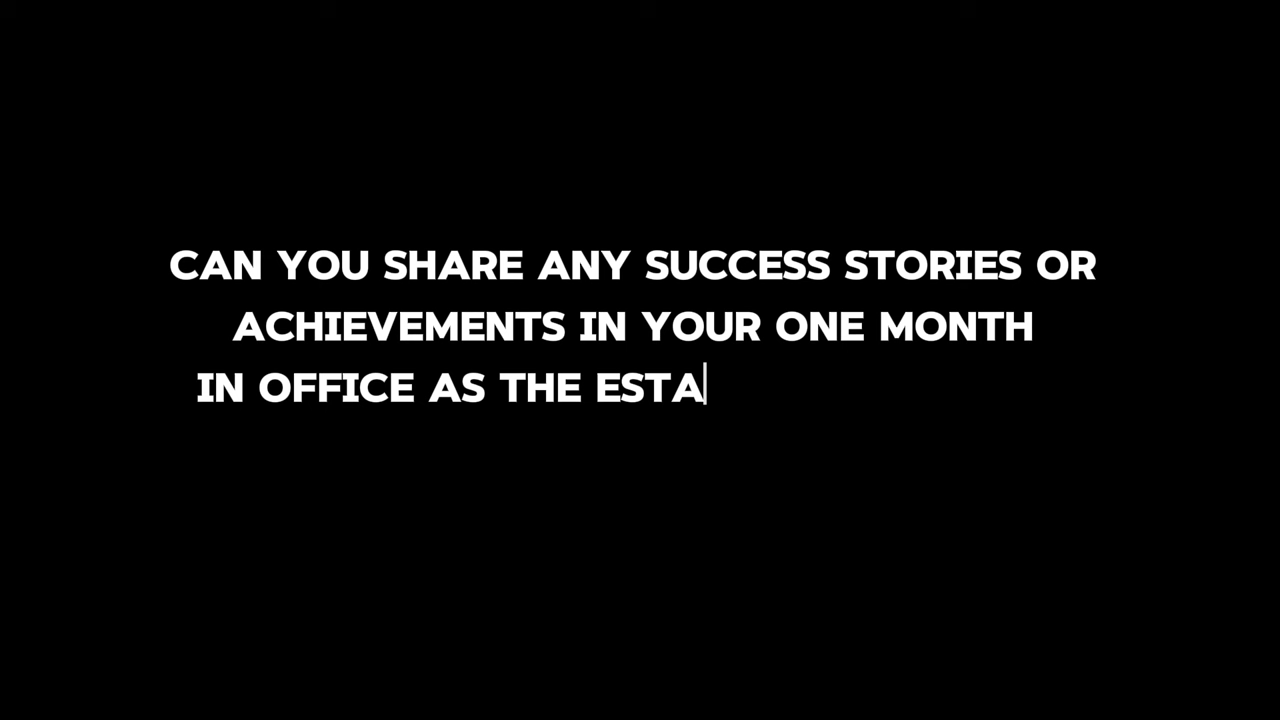 CAN YOU SHARE ANY SUCCESS STORIES OR
ACHIEVEMENTS IN YOUR ONE MONTH
IN OFFICE AS THE ESTA